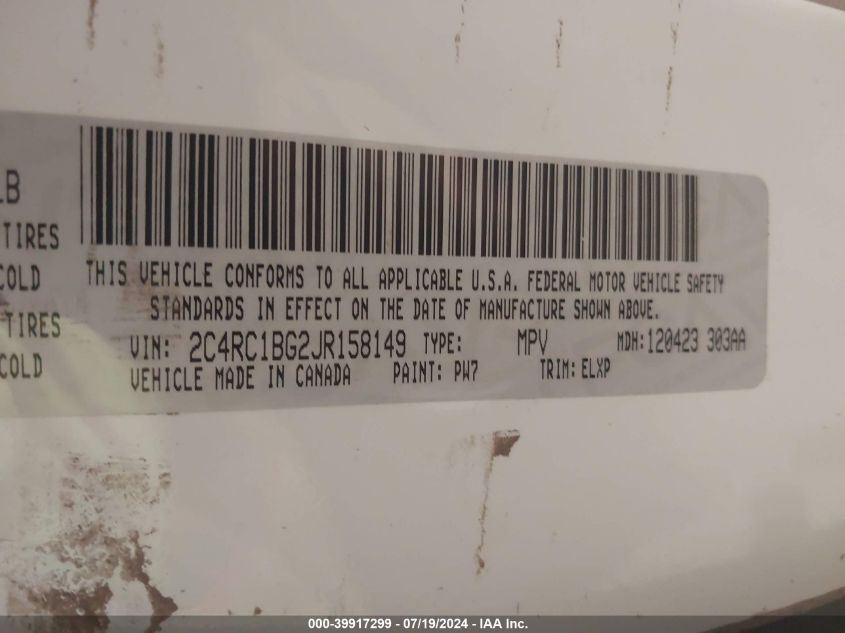 LB
TIRES
COLD
TIRES
COLD
THIS VEHICLE CONFORMS TO ALL APPLICABLE U.S.A. FEDERAL MOTOR VEHICLE SAFETY
STANDARDS IN EFFECT ON THE DATE OF MANUFACTURE SHOWN ABOVE.
VIN: 2C4RC1BG2JR158149 TYPE: MPV MDH:120423 303AA
VEHICLE MADE IN CANADA PAINT: PW7 TRIM: ELXP
000-39917299 - 07/19/2024 - IAA Inc.